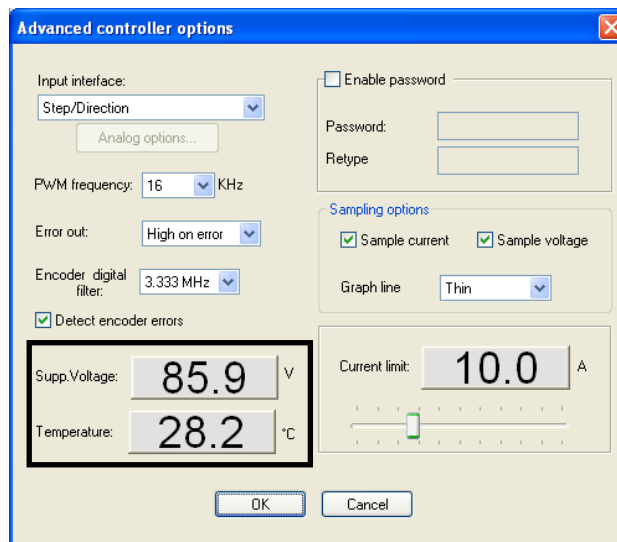 Advanced controller options
Input interface:
Step/Direction
Analog options...
PWM frequency: 16 KHz
Error out: High on error
Encoder digital
filter: 3.333 MHz
Detect encoder errors
Supp.Voltage: 85.9 V
Temperature: 28.2 °C
Enable password
Password:
Retype
Sampling options
Sample current Sample voltage
Graph line Thin
Current limit: 10.0 A
OK Cancel